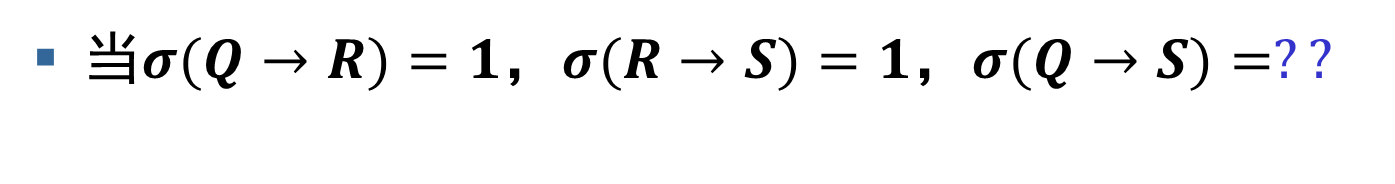 ▪ 当σ(Q → R) = 1, σ(R → S) = 1, σ(Q → S) =??